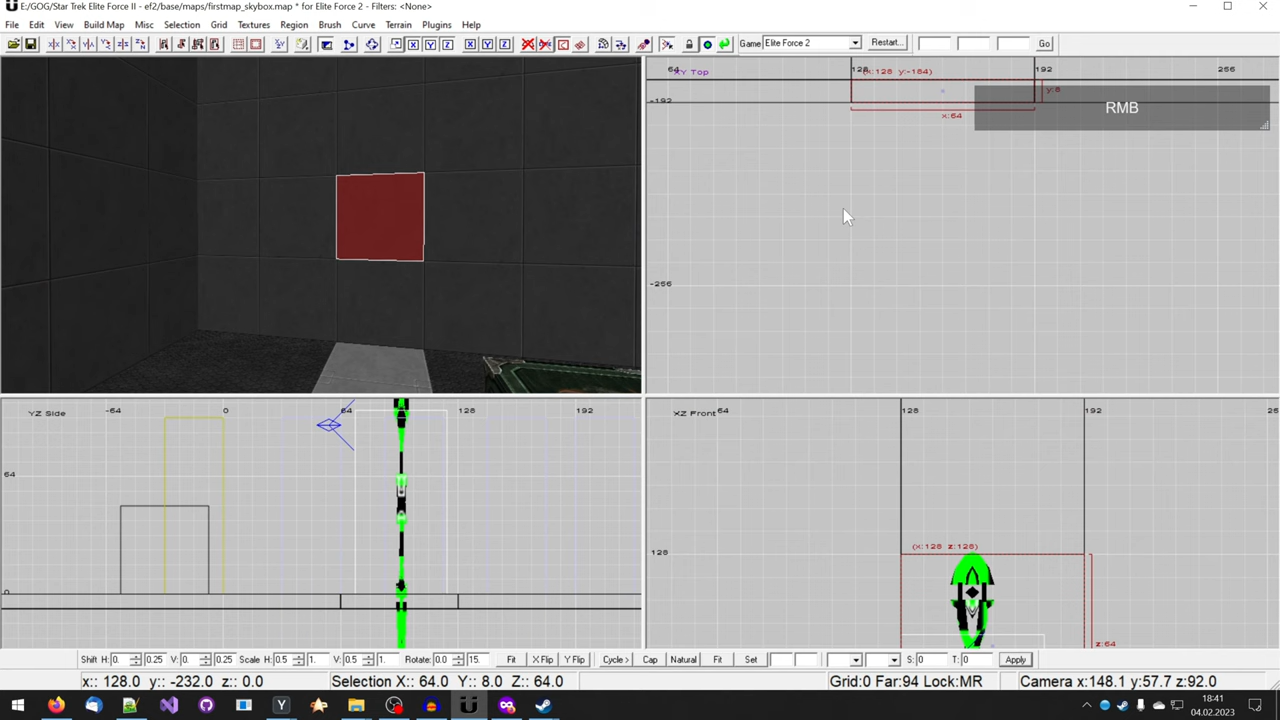 E:/GOG/Star Trek Elite Force II - ef2/base/maps/firstmap_skybox.map * for Elite Force 2 - Filters: <None>
File Edit View Build Map Misc Selection Grid Textures Region Brush Curve Terrain Plugins Help
X Y Z X Y Z Game Elite Force 2 Restart... Go
64 XY Top 128 (x:128 y:-184) 192 256
y:8
-192
x:64
RMB
-256
YZ Side -64 0 64 128 192
64
0
XZ Front 64 128 192
(x:128 z:128)
128
z:64
Shift H: 0. 0.25 V: 0. 0.25 Scale H: 0.5 1. V: 0.5 1. Rotate: 0.0 15. Fit X Flip Y Flip Cycle > Cap Natural Fit Set S: 0 T: 0 Apply
x:: 128.0 y:: -232.0 z:: 0.0 Selection X:: 64.0 Y:: 8.0 Z:: 64.0 Grid:0 Far:94 Lock:MR Camera x:148.1 y:57.7 z:92.0
18:41
04.02.2023